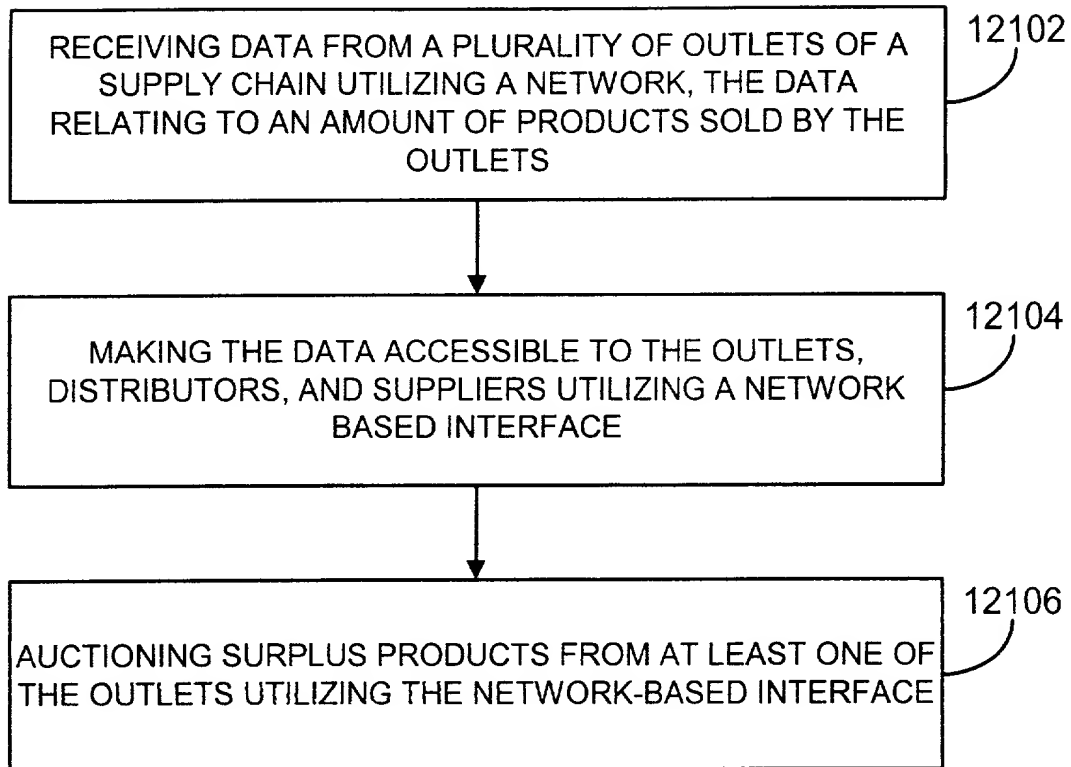 RECEIVING DATA FROM A PLURALITY OF OUTLETS OF A
SUPPLY CHAIN UTILIZING A NETWORK, THE DATA
RELATING TO AN AMOUNT OF PRODUCTS SOLD BY THE
OUTLETS
12102
MAKING THE DATA ACCESSIBLE TO THE OUTLETS,
DISTRIBUTORS, AND SUPPLIERS UTILIZING A NETWORK
BASED INTERFACE
12104
AUCTIONING SURPLUS PRODUCTS FROM AT LEAST ONE OF
THE OUTLETS UTILIZING THE NETWORK-BASED INTERFACE
12106